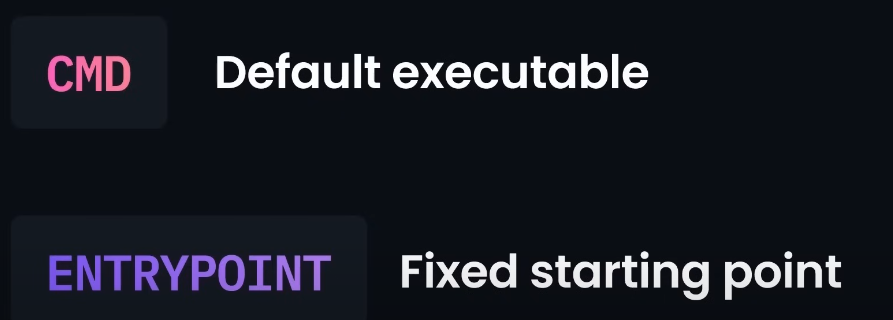 CMD Default executable
ENTRYPOINT Fixed starting point